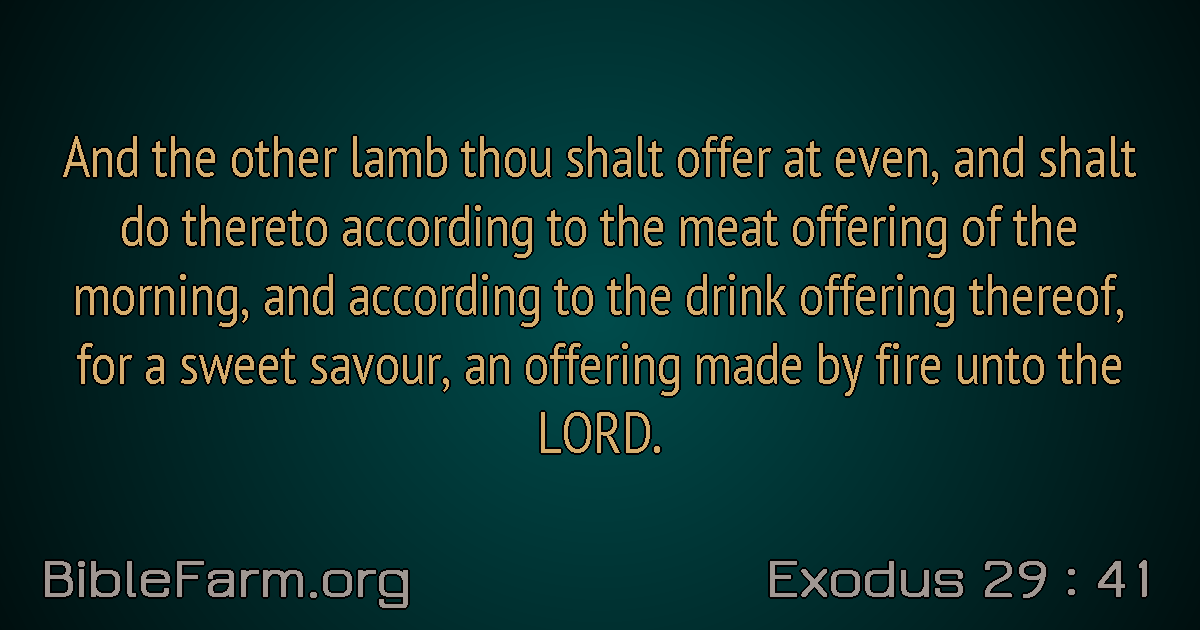 And the other lamb thou shalt offer at even, and shalt
do thereto according to the meat offering of the
morning, and according to the drink offering thereof,
for a sweet savour, an offering made by fire unto the
LORD.
BibleFarm.org
Exodus 29 : 41